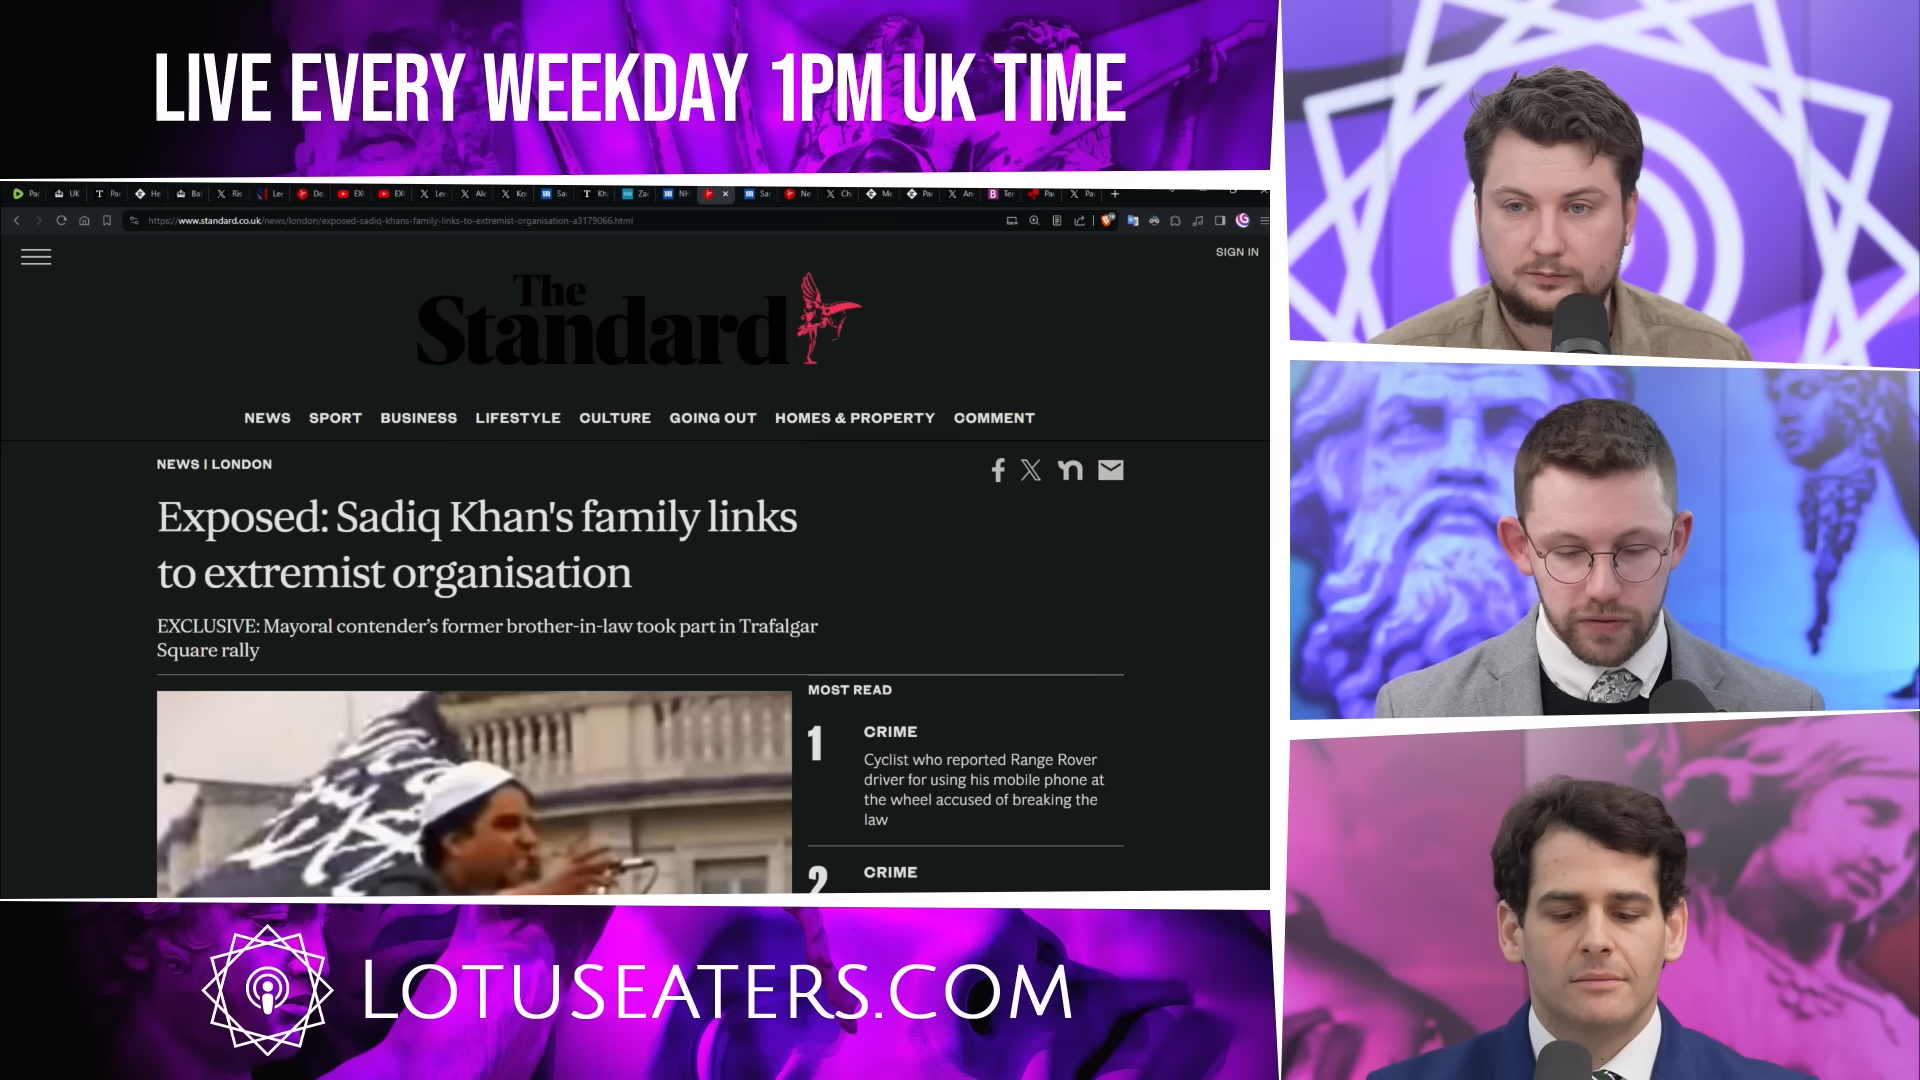 LIVE EVERY WEEKDAY 1PM UK TIME
UK
https://www.standard.co.uk/news/london/exposed-sadiq-khans-family-links-to-extremist-organisation-a3179066.html
SIGN IN
The
Standard
NEWS SPORT BUSINESS LIFESTYLE CULTURE GOING OUT HOMES & PROPERTY COMMENT
NEWS | LONDON
Exposed: Sadiq Khan's family links
to extremist organisation
EXCLUSIVE: Mayoral contender's former brother-in-law took part in Trafalgar
Square rally
MOST READ
1
CRIME
Cyclist who reported Range Rover
driver for using his mobile phone at
the wheel accused of breaking the
law
2
CRIME
LOTUSEATERS.COM